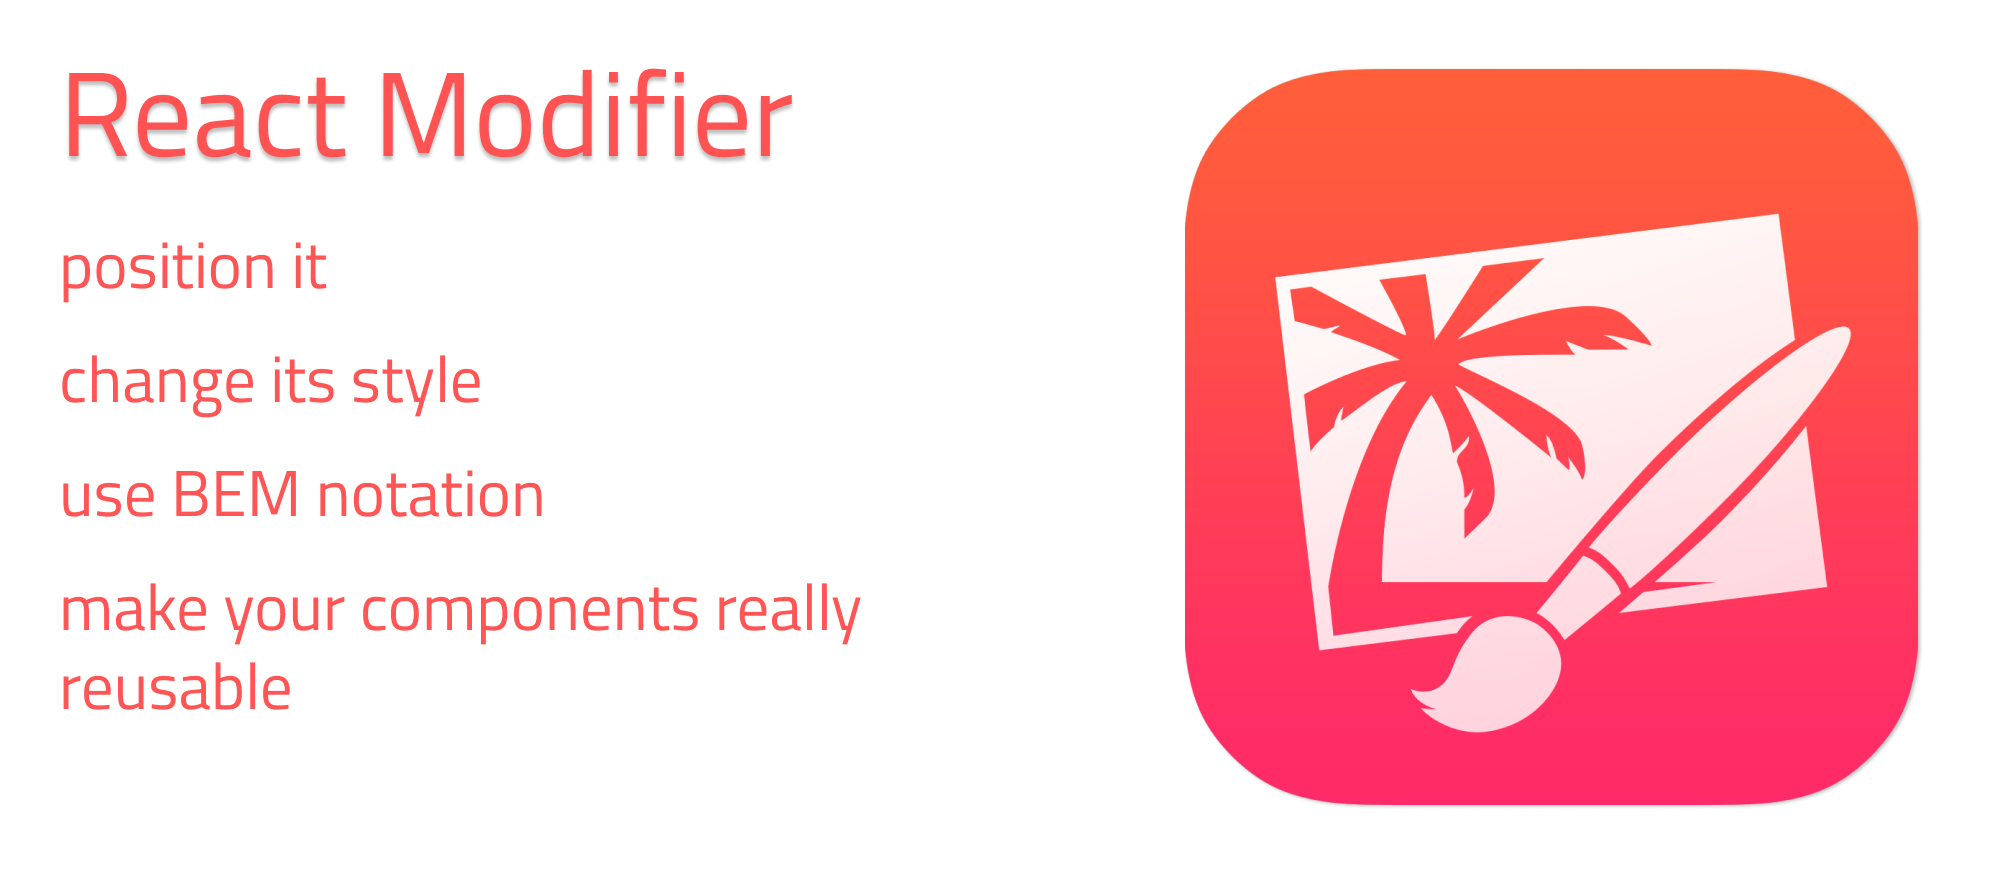 React Modifier
position it
change its style
use BEM notation
make your components really
reusable